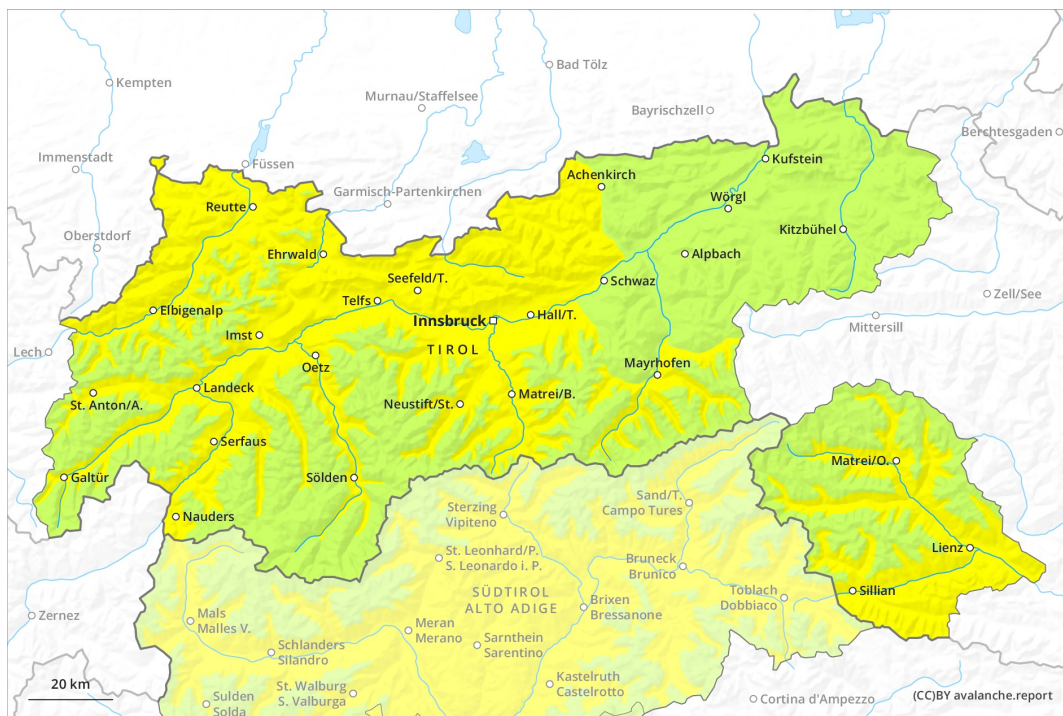 Kempten
Bad Tölz
Murnau/Staffelsee
Bayrischzell
Berchtesgaden
Immenstadt
Füssen
Kufstein
Garmisch-Partenkirchen
Achenkirch
Reutte
Wörgl
Oberstdorf
Kitzbühel
Ehrwald
Alpbach
Seefeld/T.
Schwaz
Zell/See
Telfs
Elbigenalp
Innsbruck
Hall/T.
Mittersill
Imst
Lech
TIROL
Oetz
Mayrhofen
Landeck
St. Anton/A.
Neustift/St.
Matrei/B.
Serfaus
Matrei/O.
Galtür
Sölden
Sand/T.
Campo Tures
Sterzing
Vipiteno
Nauders
Lienz
St. Leonhard/P.
S. Leonardo i. P.
Bruneck
Brunico
Sillian
SÜDTIROL
ALTO ADIGE
Toblach
Dobbiaco
Zernez
Mals
Malles V.
Brixen
Bressanone
Meran
Merano
Schlanders
Silandro
Sarnthein
Sarentino
St. Walburg
S. Valburga
Kastelruth
Castelrotto
20 km
Sulden
Solda
Cortina d'Ampezzo
(CC)BY avalanche.report